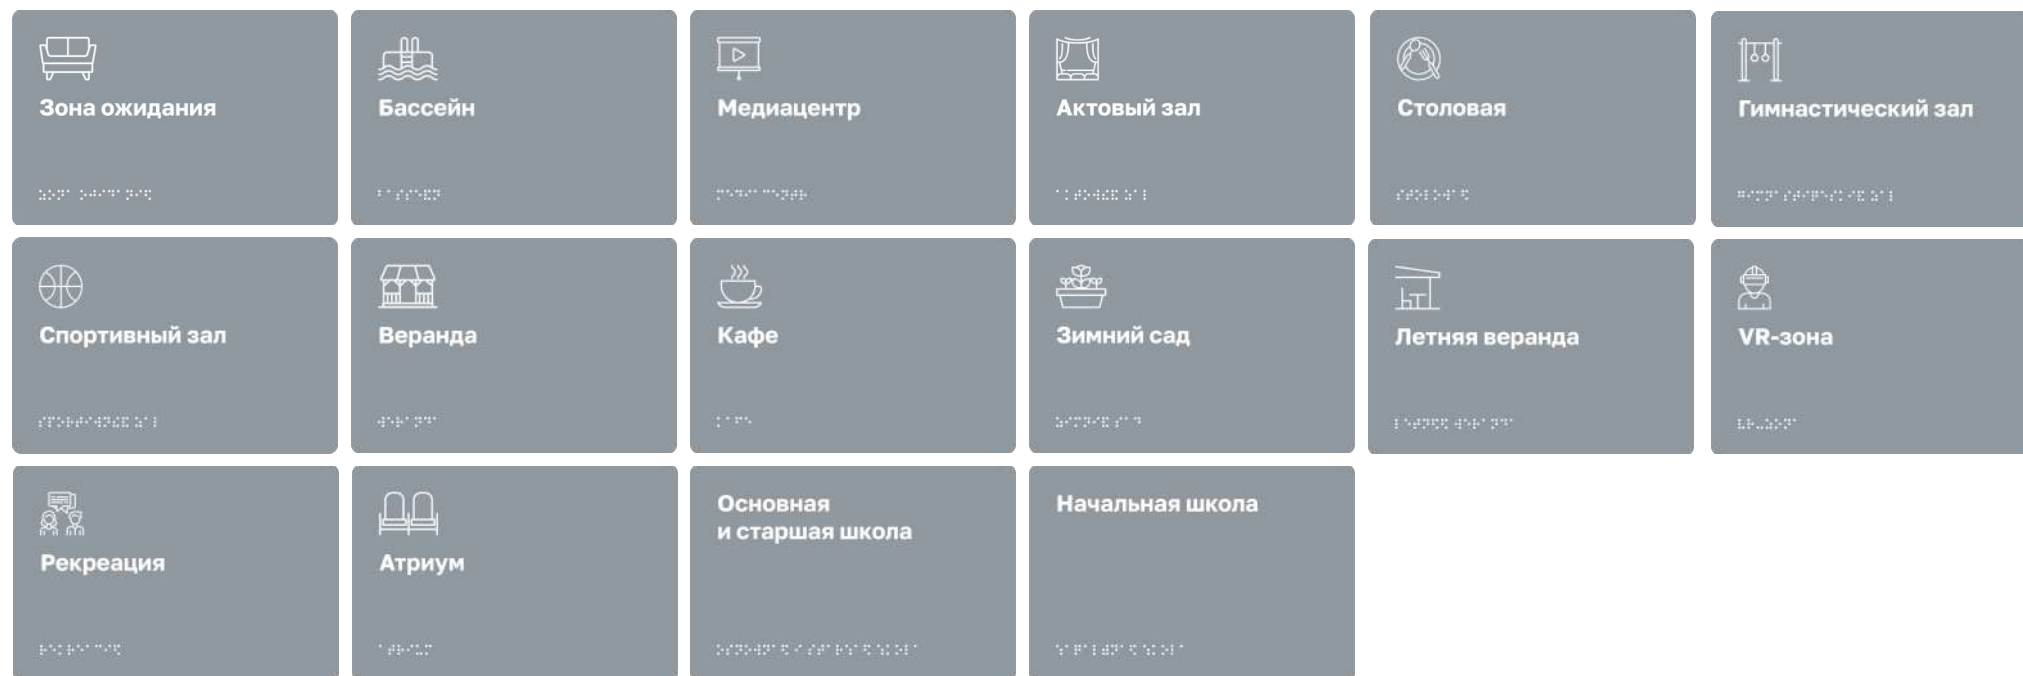 Зона ожидания
Бассейн
Медиацентр
Актовый зал
Столовая
Гимнастический зал
Спортивный зал
Веранда
Кафе
Зимний сад
Летняя веранда
VR-зона
Рекреация
Атриум
Основная
и старшая школа
Начальная школа